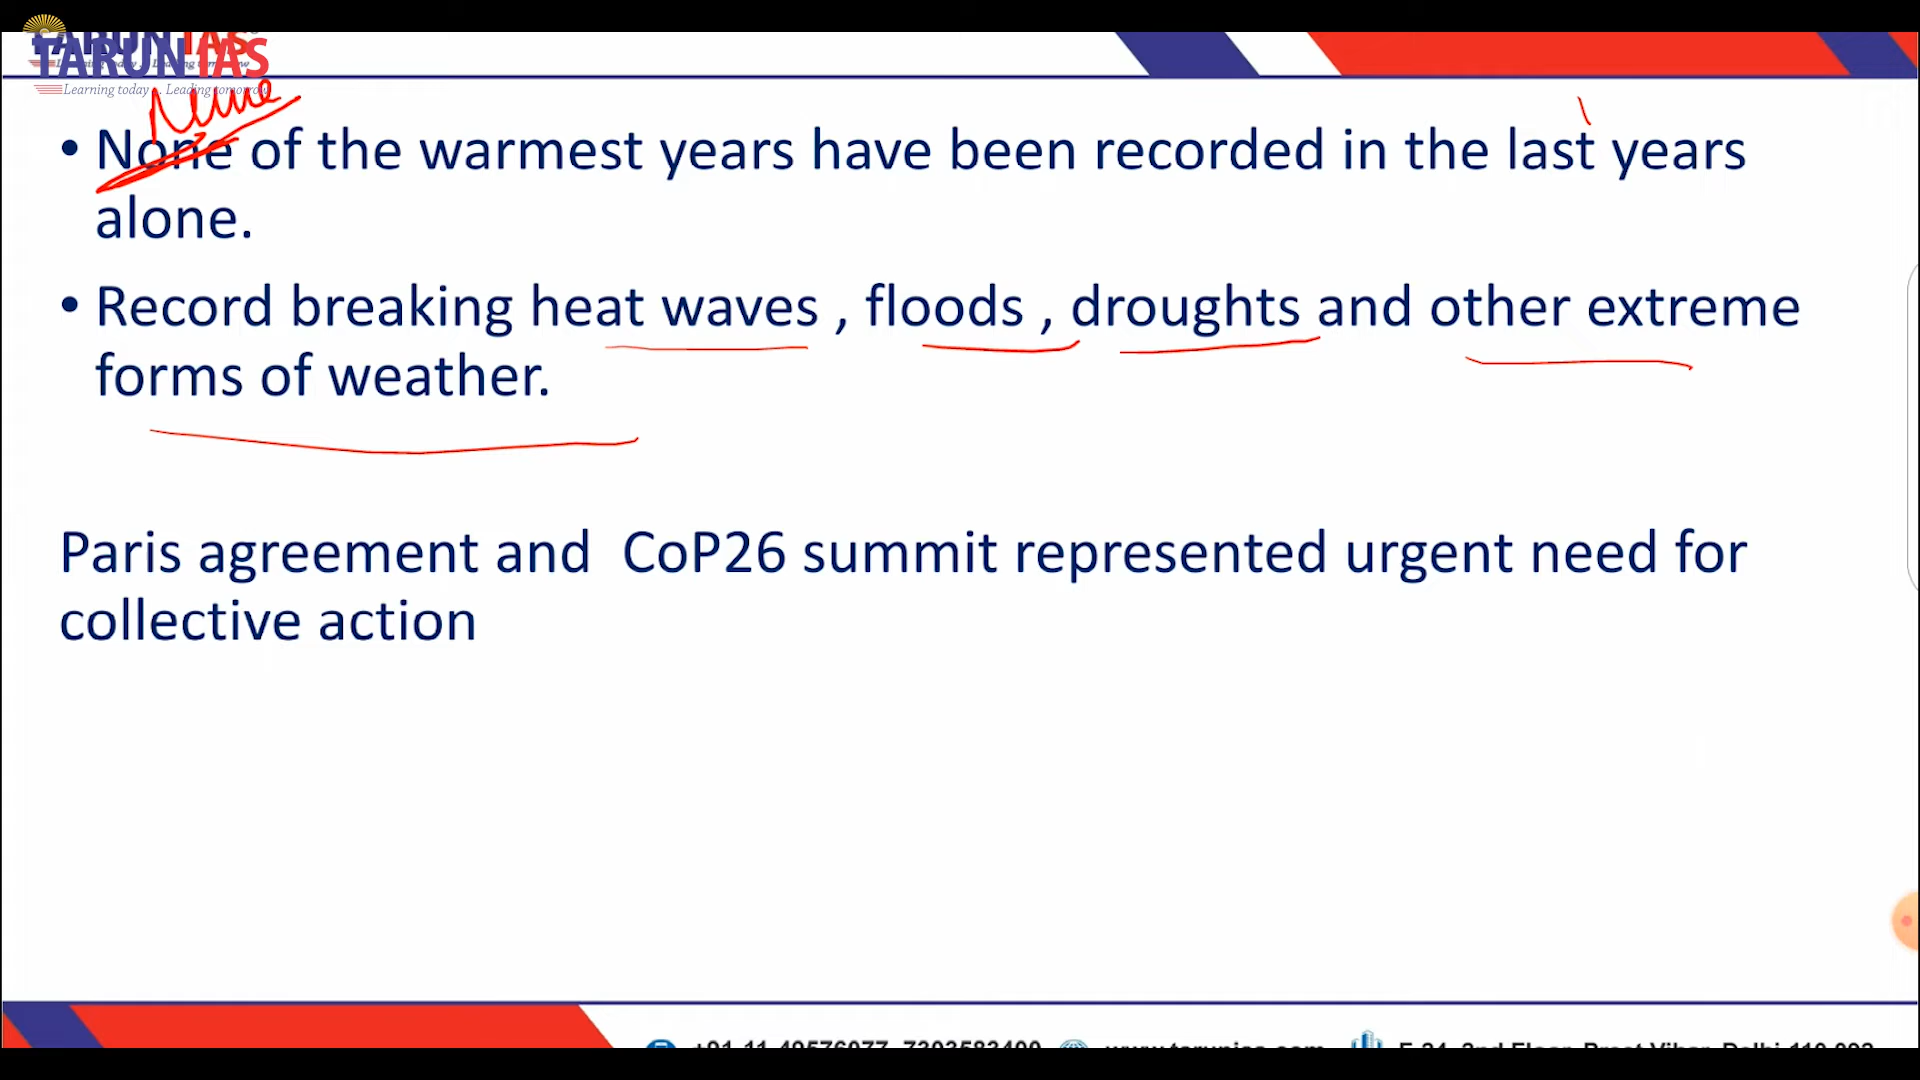 TARUN IAS
Learning today... Leading tomorrow
Nine
• None of the warmest years have been recorded in the last years
alone.
• Record breaking heat waves , floods , droughts and other extreme
forms of weather.
Paris agreement and CoP26 summit represented urgent need for
collective action